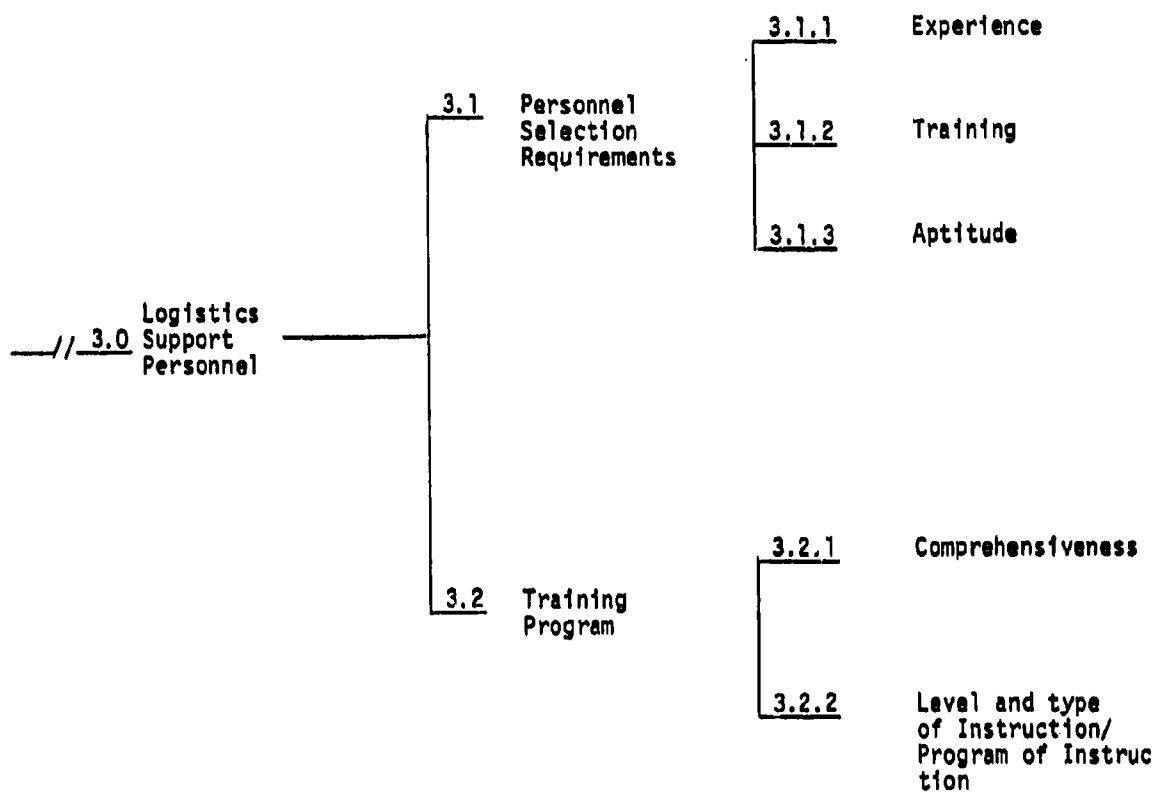 3.1.1 Experience
3.1 Personnel
Selection
Requirements
3.1.2 Training
3.1.3 Aptitude
3.0 Logistics
Support
Personnel
3.2.1 Comprehensiveness
3.2 Training
Program
3.2.2 Level and type
of Instruction/
Program of Instruc
tion